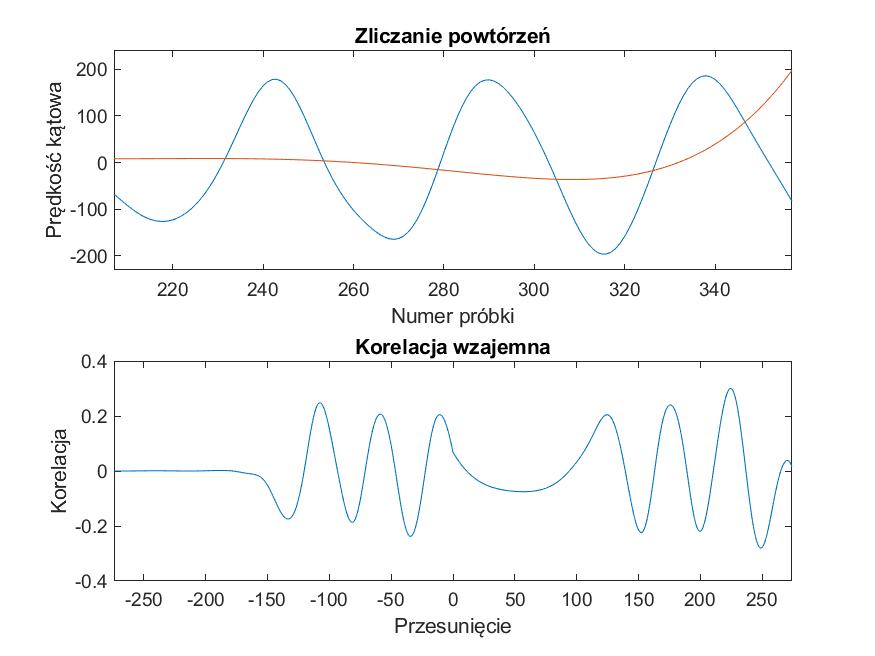 Zliczanie powtórzeń
200
100
0
-100
-200
Prędkość kątowa
220 240 260 280 300 320 340
Numer próbki
Korelacja wzajemna
0.4
0.2
0
-0.2
-0.4
Korelacja
-250 -200 -150 -100 -50 0 50 100 150 200 250
Przesunięcie